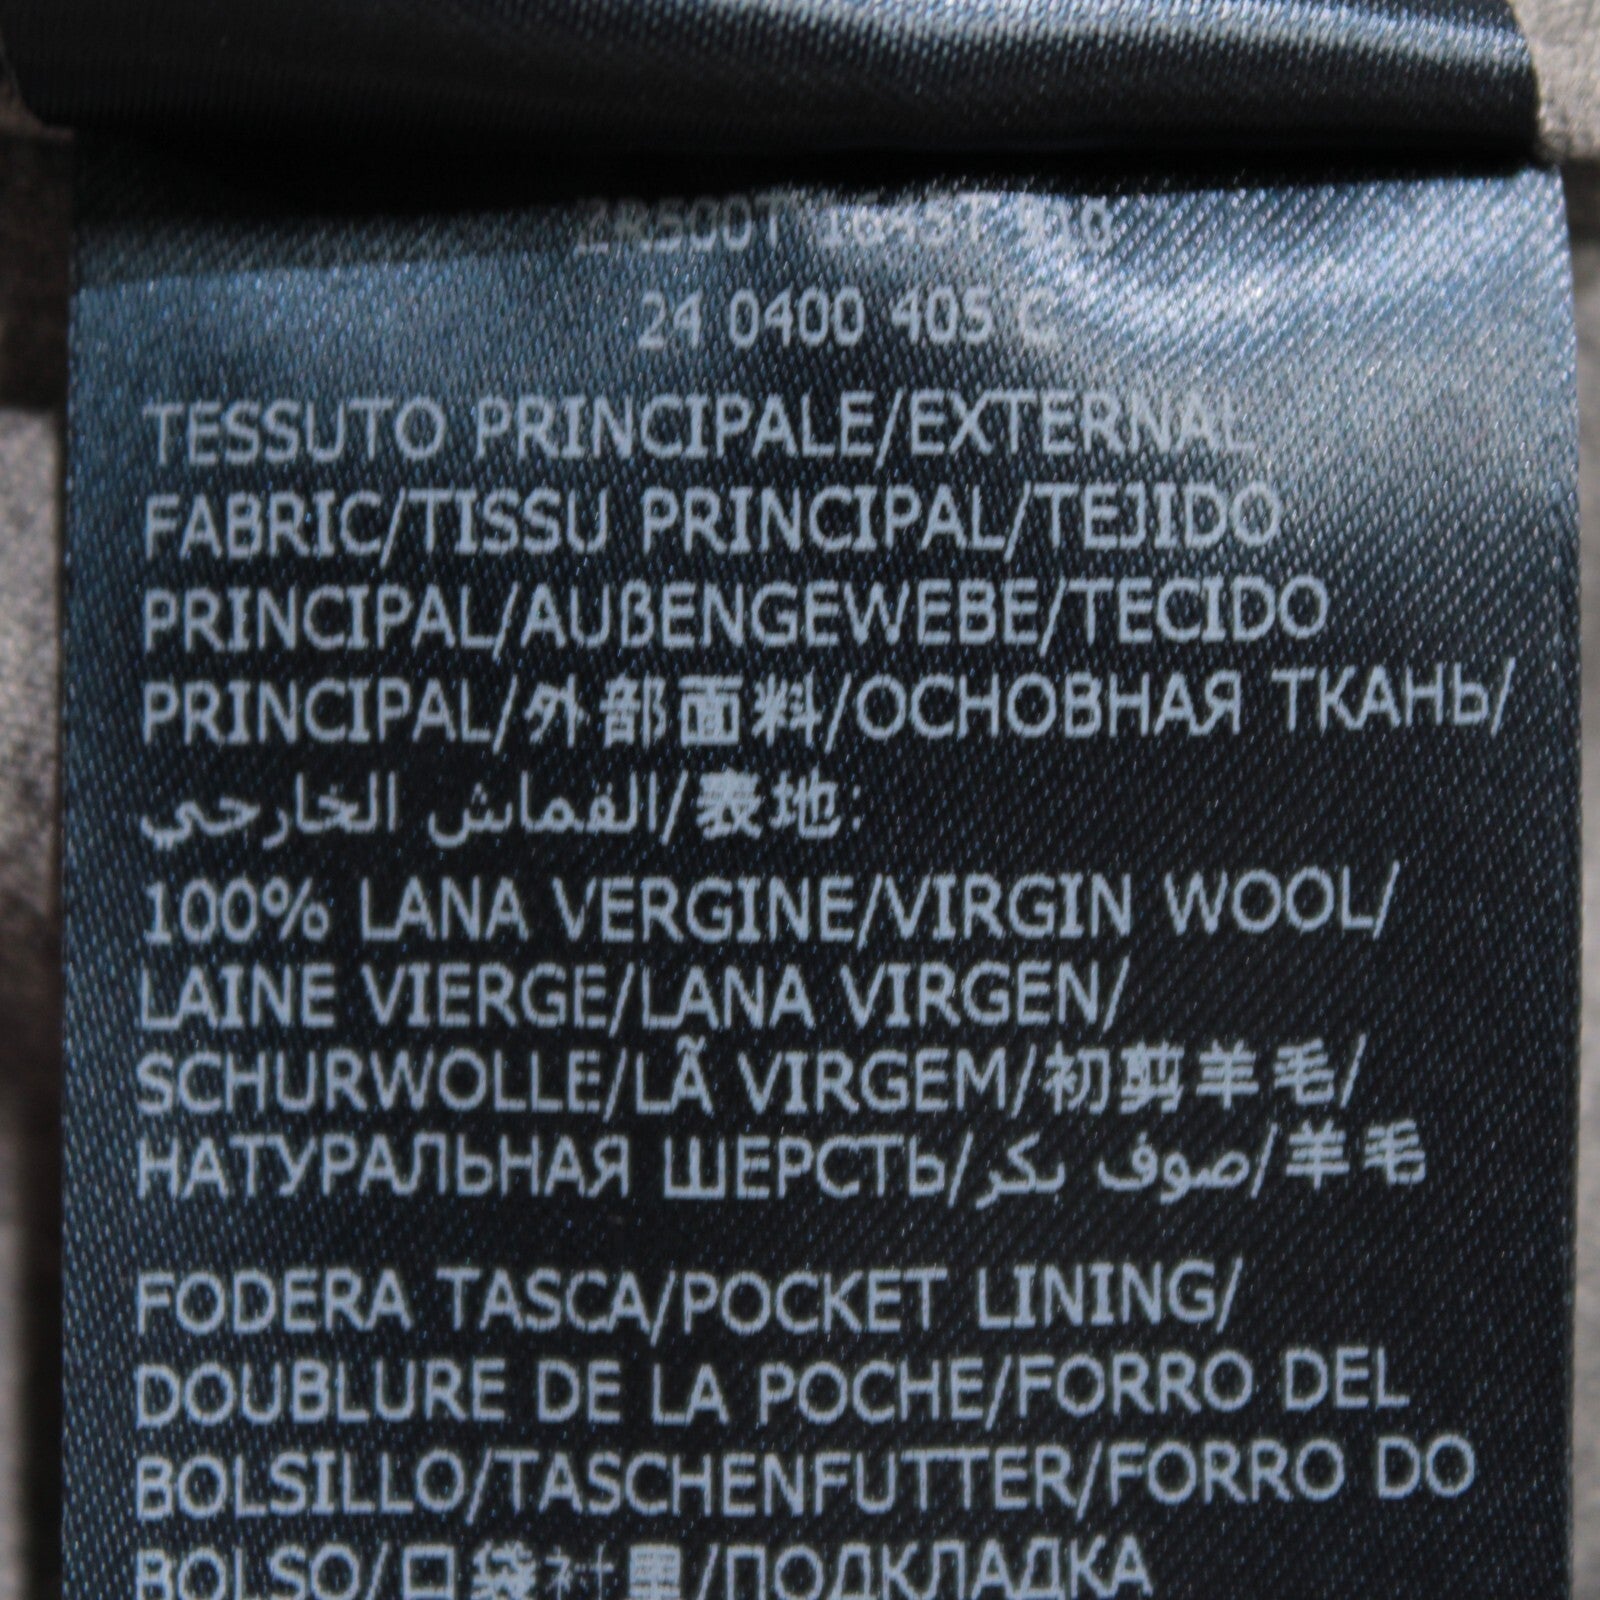 24 0400 405 C
TESSUTO PRINCIPALE/EXTERNAL
FABRIC/TISSU PRINCIPAL/TEJIDO
PRINCIPAL/AUßENGEWEBE/TECIDO
PRINCIPAL/外部面料/ОСНОВНАЯ ТКАНЬ/
القماش الخارجي/表地:
100% LANA VERGINE/VIRGIN WOOL/
LAINE VIERGE/LANA VIRGEN/
SCHURWOLLE/LÃ VIRGEM/初剪羊毛/
НАТУРАЛЬНАЯ ШЕРСТЬ/صوف بكر/羊毛
FODERA TASCA/POCKET LINING/
DOUBLURE DE LA POCHE/FORRO DEL
BOLSILLO/TASCHENFUTTER/FORRO DO
BOLSO/口袋衬里/ПОДКЛАДКА